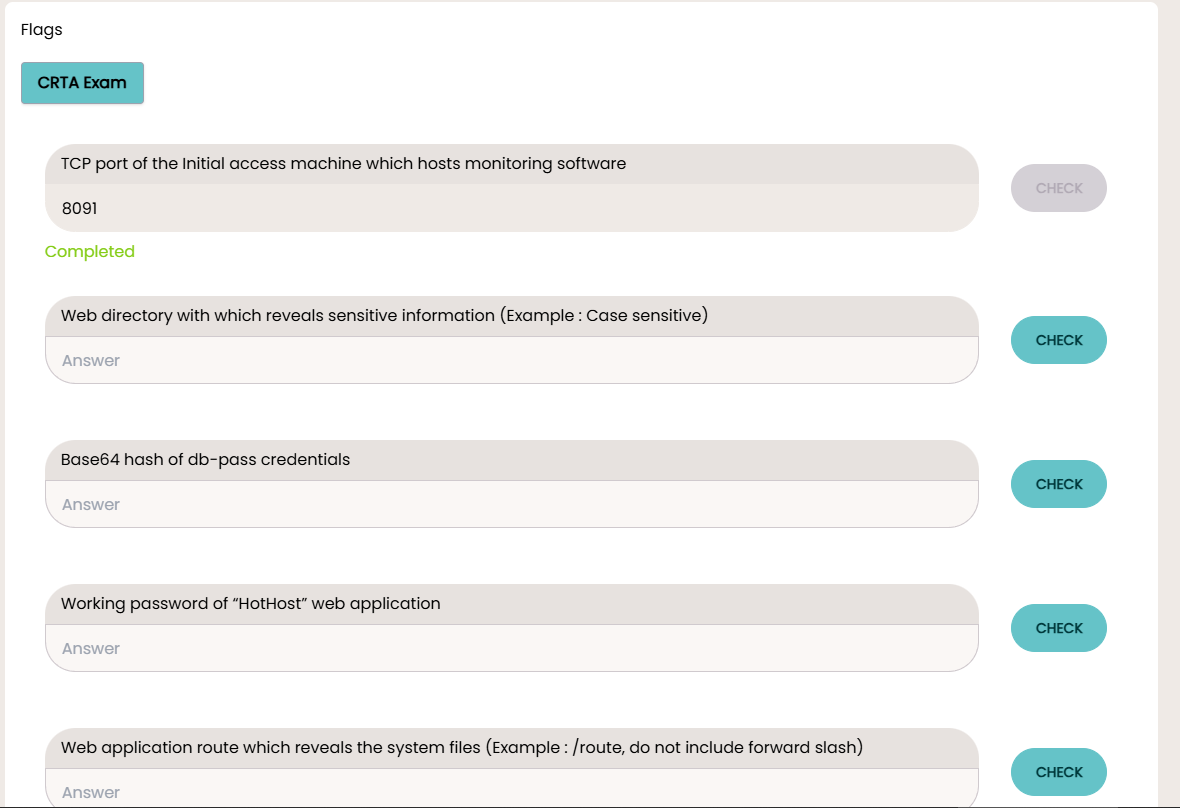 Flags
CRTA Exam
TCP port of the Initial access machine which hosts monitoring software
8091
CHECK
Completed
Web directory with which reveals sensitive information (Example : Case sensitive)
Answer
CHECK
Base64 hash of db-pass credentials
Answer
CHECK
Working password of “HotHost” web application
Answer
CHECK
Web application route which reveals the system files (Example : /route, do not include forward slash)
Answer
CHECK